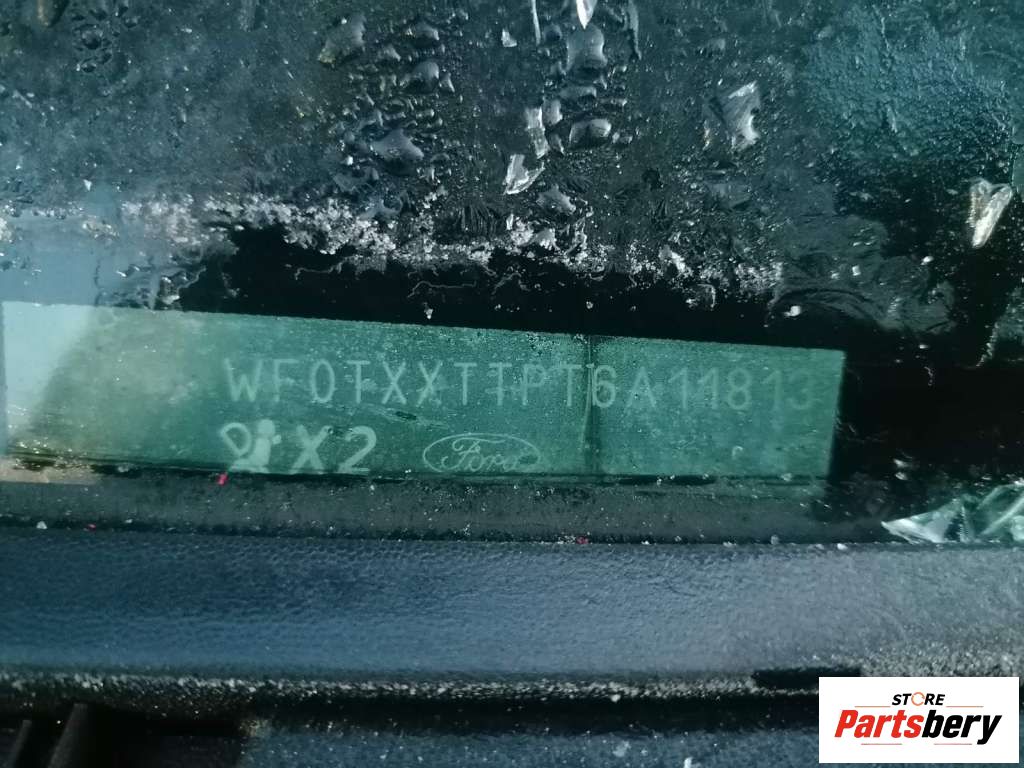 WF0TXXTTPT6A11813
X2
Ford
STORE
Partsbery